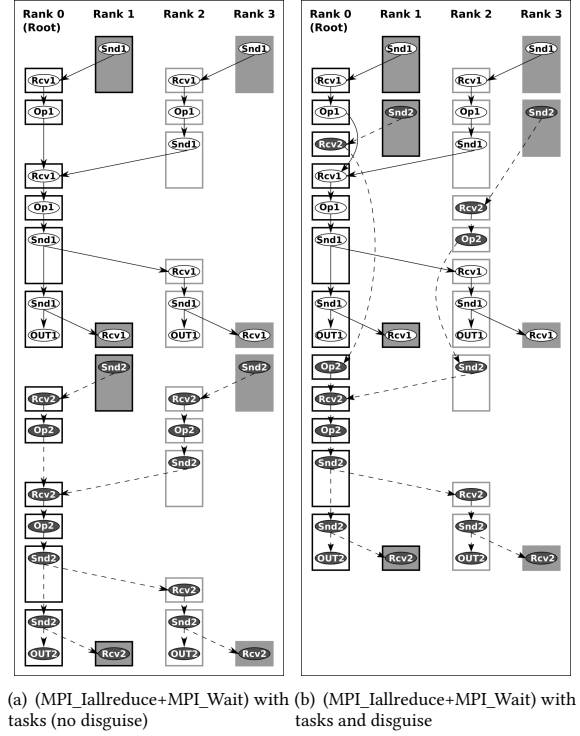 Rank 0 Rank 1 Rank 2 Rank 3
(Root)
Snd1 Snd1
Rcv1 Rcv1
Op1 Op1
Snd1
Rcv1
Op1
Snd1
Rcv1
Snd1 Snd1
OUT1 Rcv1 OUT1 Rcv1
Snd2 Snd2
Rcv2 Rcv2
Op2 Op2
Snd2
Rcv2
Op2
Snd2
Rcv2
Snd2 Snd2
OUT2 Rcv2 OUT2 Rcv2
(a) (MPI_Iallreduce+MPI_Wait) with
tasks (no disguise)
Rank 0 Rank 1 Rank 2 Rank 3
(Root)
Snd1 Snd1
Rcv1 Rcv1
Op1 Snd2 Op1 Snd2
Rcv2 Snd1
Rcv1
Op1 Rcv2
Snd1 Op2
Rcv1
Snd1 Snd1
OUT1 Rcv1 OUT1 Rcv1
Op2 Snd2
Rcv2
Op2
Snd2
Rcv2
Snd2 Snd2
OUT2 Rcv2 OUT2 Rcv2
(b) (MPI_Iallreduce+MPI_Wait) with
tasks and disguise